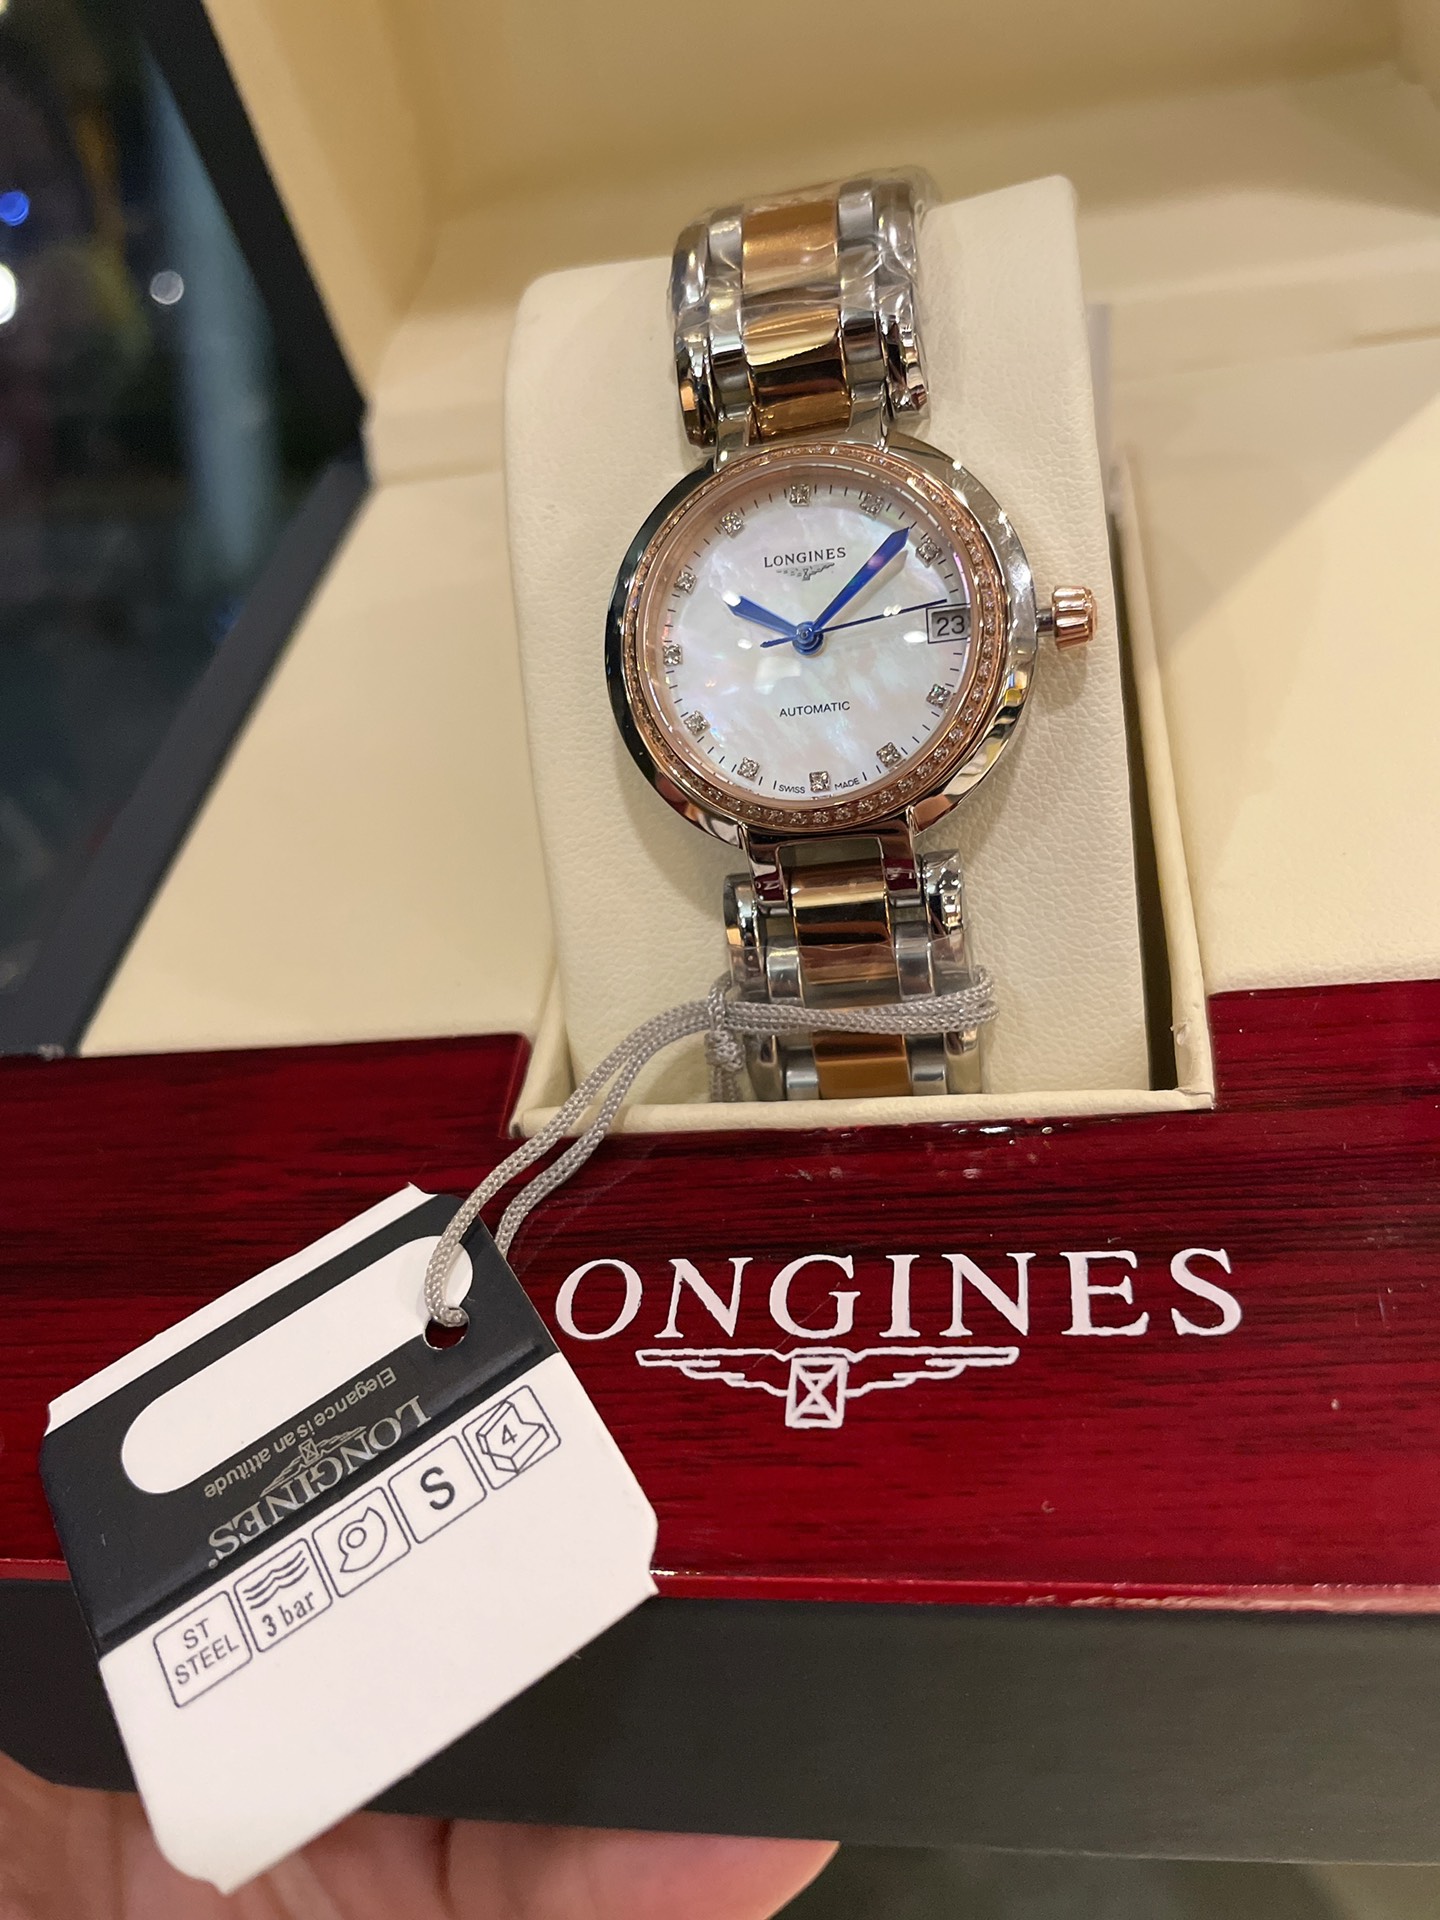 LONGINES
23
AUTOMATIC
SWISS MADE
ONGINES
LONGINES
Elegance is an attitude
ST
STEEL
3 bar
S
4